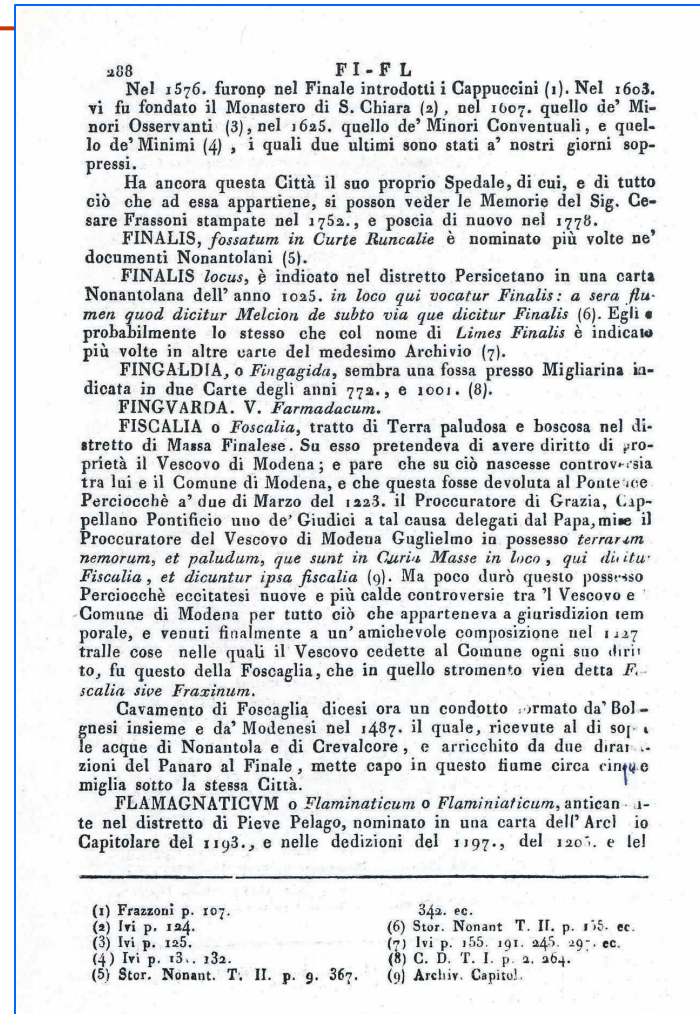 288 FI-FL
Nel 1576. furono nel Finale introdotti i Cappuccini (1). Nel 1603.
vi fu fondato il Monastero di S. Chiara (2), nel 1607. quello de' Mi-
nori Osservanti (3), nel 1625. quello de' Minori Conventuali, e quel-
lo de' Minimi (4) , i quali due ultimi sono stati a' nostri giorni sop-
pressi.
Ha ancora questa Città il suo proprio Spedale, di cui, e di tutto
ciò che ad essa appartiene, si posson veder le Memorie del Sig. Ce-
sare Frassoni stampate nel 1752., e poscia di nuovo nel 1778.
FINALIS, fossatum in Curte Runcalie è nominato più volte ne'
documenti Nonantolani (5).
FINALIS locus, è indicato nel distretto Persicetano in una carta
Nonantolana dell' anno 1025. in loco qui vocatur Finalis: a sera flu-
men quod dicitur Melcion de subto via que dicitur Finalis (6). Egli e
probabilmente lo stesso che col nome di Limes Finalis è indicato
più volte in altre carte del medesimo Archivio (7).
FINGALDIA, o Fingagida, sembra una fossa presso Migliarina in-
dicata in due Carte degli anni 772., e 1001. (8).
FINGVARDA. V. Farmadacum.
FISCALIA o Foscalia, tratto di Terra paludosa e boscosa nel di-
stretto di Massa Finalese. Su esso pretendeva di avere diritto di pro-
prietà il Vescovo di Modena; e pare che su ciò nascesse controversia
tra lui e il Comune di Modena, e che questa fosse devoluta al
Perciocchè a' due di Marzo del 1223. il Proccuratore di Grazia, Cap-
pellano Pontificio uno de' Giudici a tal causa delegati dal Papa, mise il
Proccuratore del Vescovo di Modena Guglielmo in possesso terrarum
nemorum, et paludum, que sunt in Curia Masse in loco , qui
Fiscalia , et dicuntur ipsa fiscalia (9). Ma poco durò questo possesso
Perciocchè eccitatesi nuove e più calde controversie tra 'l Vescovo e
Comune di Modena per tutto ciò che apparteneva a giurisdizion tem
porale, e venuti finalmente a un' amichevole composizione nel
tralle cose nelle quali il Vescovo cedette al Comune ogni suo
to, fu questo della Foscaglia, che in quello stromento vien detta
scalia sive Fraxinum.
Cavamento di Foscaglia dicesi ora un condotto formato da' Bol-
gnesi insieme e da' Modenesi nel 1487. il quale, ricevute al di
le acque di Nonantola e di Crevalcore , e arricchito da due
zioni del Panaro al Finale , mette capo in questo fiume circa cinque
miglia sotto la stessa Città.
FLAMAGNATICVM o Flaminaticum o Flaminiaticum,
te nel distretto di Pieve Pelago, nominato in una carta dell'
Capitolare del 1193., e nelle dedizioni del 1197., del e
(1) Frazzoni p. 107.
(2) Ivi p. 124.
(3) Ivi p. 125.
(4) Ivi p. 132.
(5) Stor. Nonant. T. II. p. 9. 367.
342. ec.
(6) Stor. Nonant T. II. p. ec.
(7) Ivi p. 155. 191. 245. ec.
(8) C. D. T. I. p. 2. 264.
(9) Archiv. Capitol.